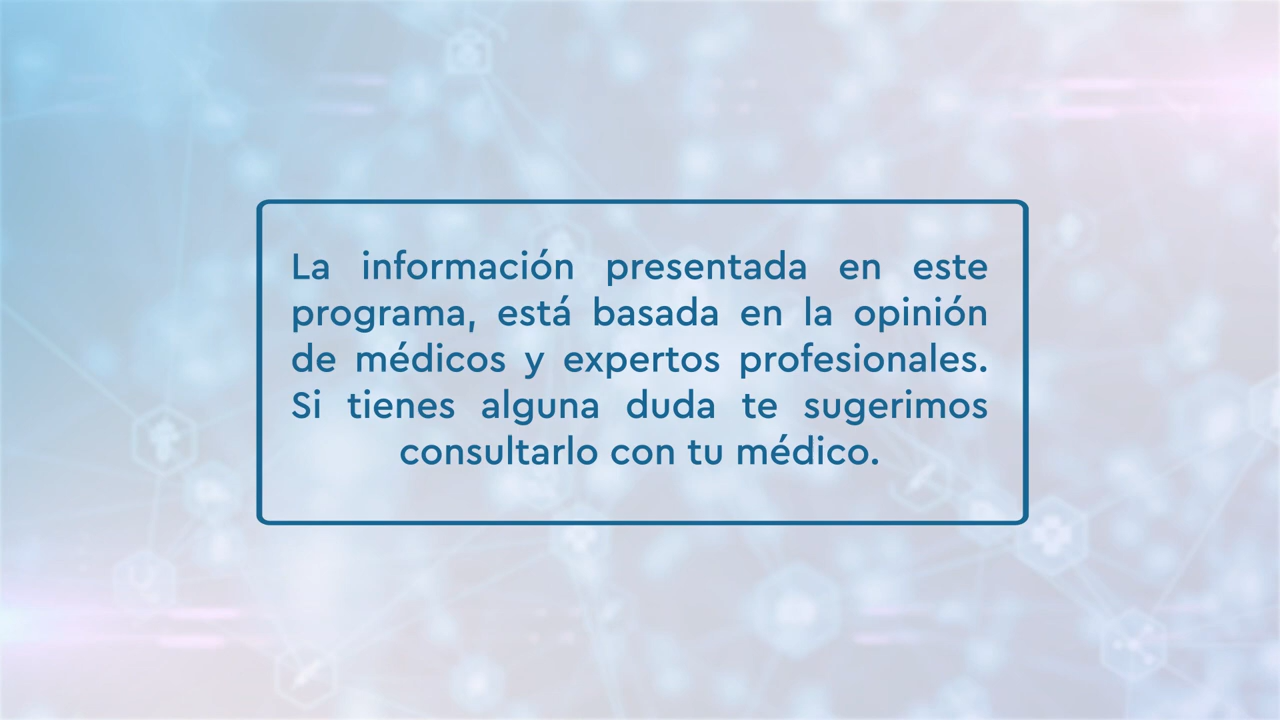 La información presentada en este
programa, está basada en la opinión
de médicos y expertos profesionales.
Si tienes alguna duda te sugerimos
consultarlo con tu médico.